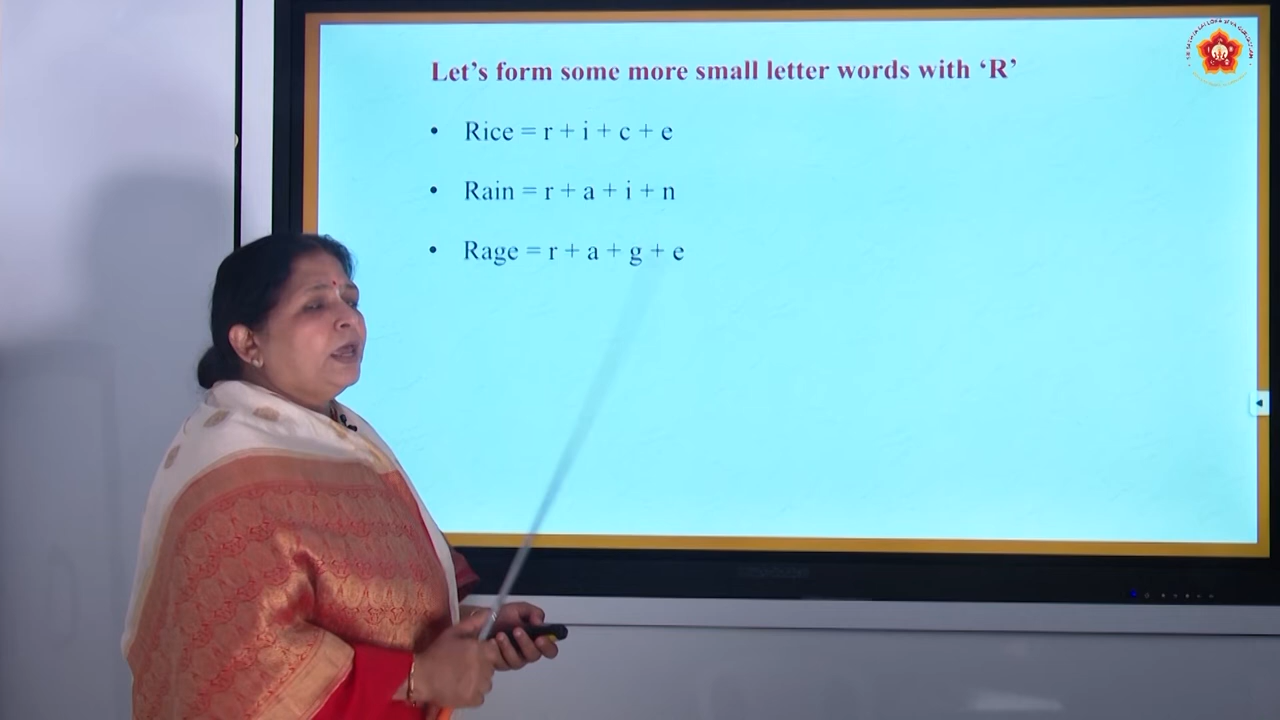 Let's form some more small letter words with ‘R’
• Rice = r + i + c + e
• Rain = r + a + i + n
• Rage = r + a + g + e